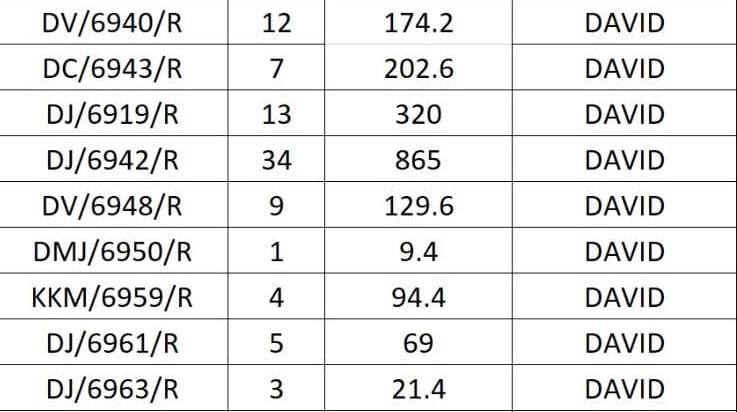 DV/6940/R 12 174.2 DAVID
DC/6943/R 7 202.6 DAVID
DJ/6919/R 13 320 DAVID
DJ/6942/R 34 865 DAVID
DV/6948/R 9 129.6 DAVID
DMJ/6950/R 1 9.4 DAVID
KKM/6959/R 4 94.4 DAVID
DJ/6961/R 5 69 DAVID
DJ/6963/R 3 21.4 DAVID